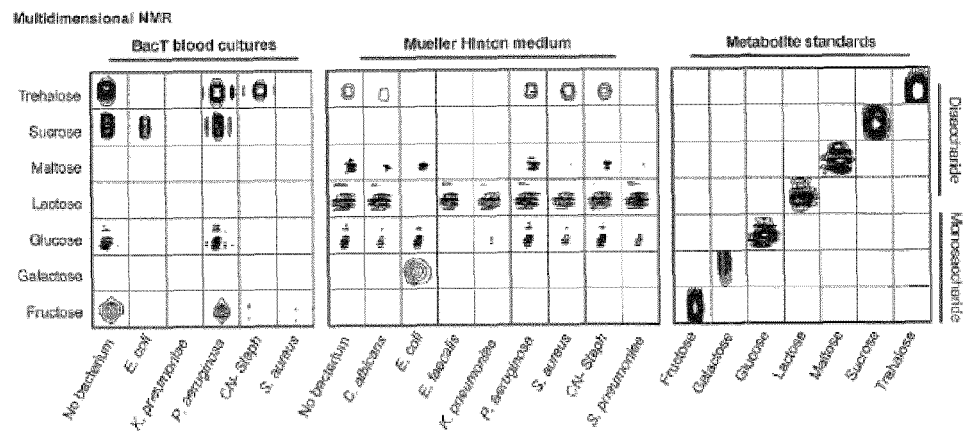 Multidimensional NMR
BacT blood cultures
Mueller Hinton medium
Metabolite standards
Trehalose
Sucrose
Maltose
Lactose
Glucose
Galactose
Fructose
Disaccharide
Monosaccharide
No bacterium
E. coli
K. pneumoniae
P. aeruginosa
CN- Staph
S. aureus
No bacterium
C. albicans
E. coli
E. faecalis
K. pneumoniae
P. aeruginosa
S. aureus
CN- Staph
S. pneumoniae
Fructose
Galactose
Glucose
Lactose
Maltose
Sucrose
Trehalose